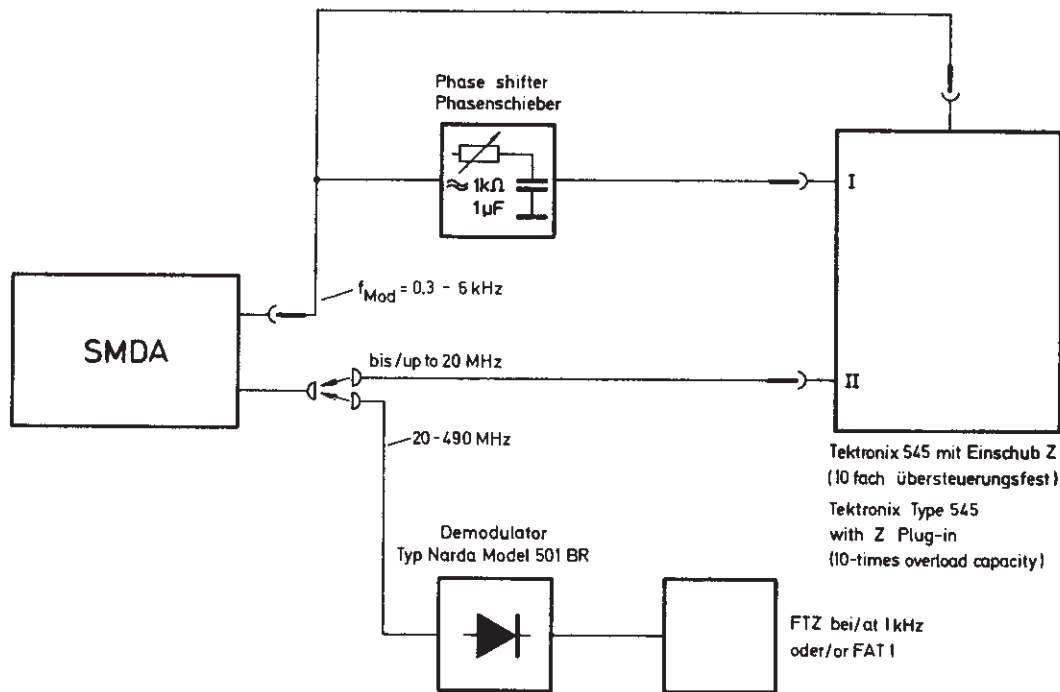 Phase shifter
Phasenschieber
≈ 1kΩ
1µF
I
f_Mod = 0.3 - 6 kHz
SMDA
bis/up to 20 MHz
II
20-490 MHz
Tektronix 545 mit Einschub Z
(10 fach übersteuerungsfest)
Tektronix Type 545
with Z Plug-in
(10-times overload capacity)
Demodulator
Typ Narda Model 501 BR
FTZ bei/at 1 kHz
oder/or FAT 1